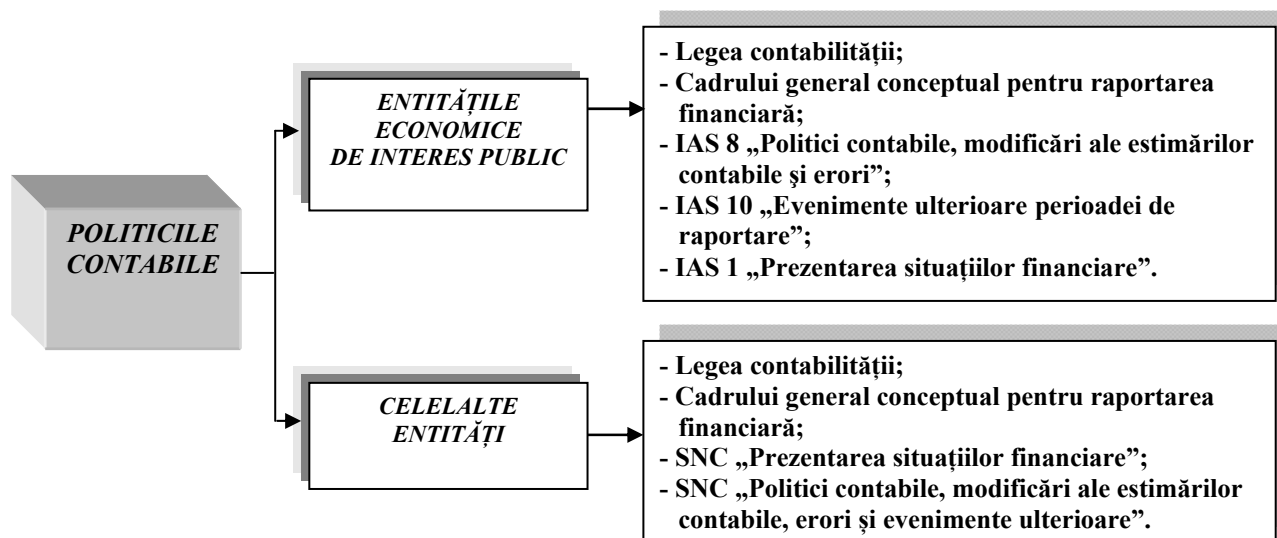 POLITICILE
CONTABILE
ENTITĂȚILE
ECONOMICE
DE INTERES PUBLIC
- Legea contabilității;
- Cadrului general conceptual pentru raportarea
financiară;
- IAS 8 „Politici contabile, modificări ale estimărilor
contabile şi erori”;
- IAS 10 „Evenimente ulterioare perioadei de
raportare”;
- IAS 1 „Prezentarea situațiilor financiare”.
CELELALTE
ENTITĂȚI
- Legea contabilității;
- Cadrului general conceptual pentru raportarea
financiară;
- SNC „Prezentarea situațiilor financiare”;
- SNC „Politici contabile, modificări ale estimărilor
contabile, erori și evenimente ulterioare”.